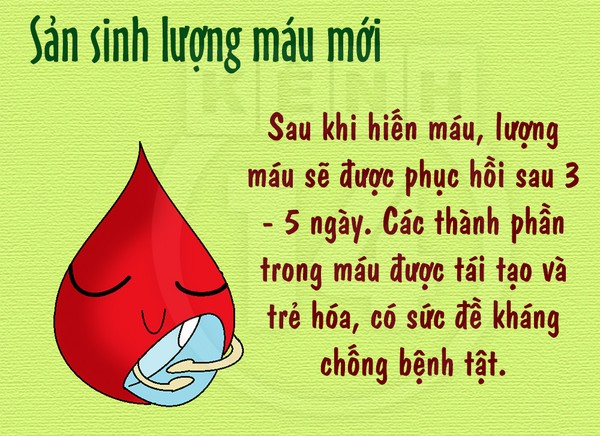 Sản sinh lượng máu mới
KENH
Sau khi hiến máu, lượng
máu sẽ được phục hồi sau 3
- 5 ngày. Các thành phần
trong máu được tái tạo và
trẻ hóa, có sức đề kháng
chống bệnh tật.